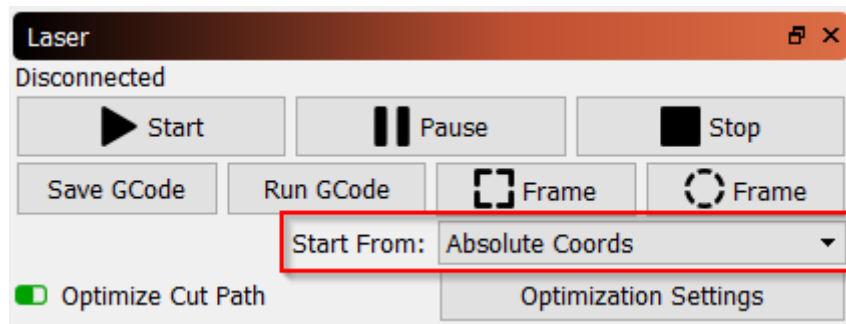 Laser
Disconnected
Start Pause Stop
Save GCode Run GCode Frame Frame
Start From: Absolute Coords
Optimize Cut Path Optimization Settings